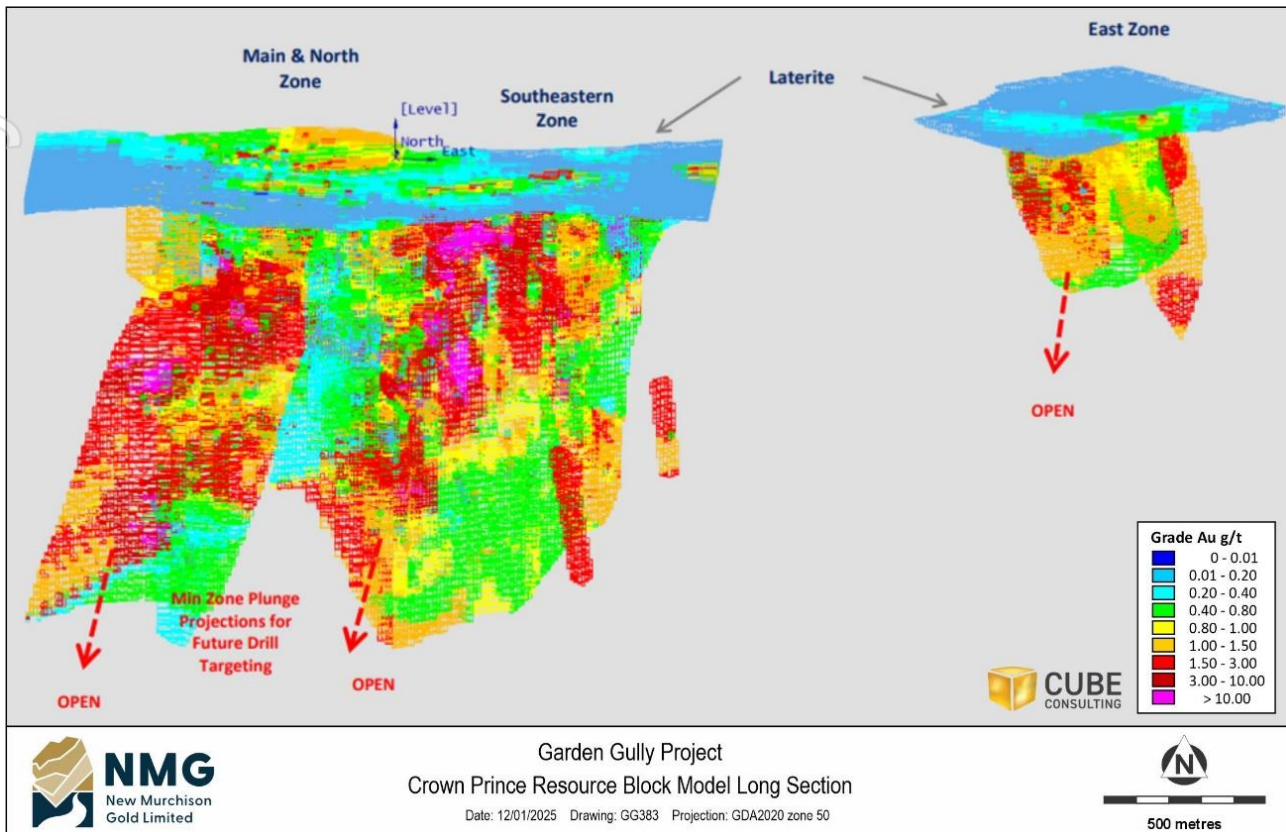 Main & North
Zone
East Zone
Laterite
[Level]
Southeastern
Zone
North
East
OPEN
Min Zone Plunge
Projections for
Future Drill
Targeting
OPEN
OPEN
Grade Au g/t
0 - 0.01
0.01 - 0.20
0.20 - 0.40
0.40 - 0.80
0.80 - 1.00
1.00 - 1.50
1.50 - 3.00
3.00 - 10.00
> 10.00
CUBE
CONSULTING
NMG
New Murchison
Gold Limited
Garden Gully Project
Crown Prince Resource Block Model Long Section
Date: 12/01/2025 Drawing: GG383 Projection: GDA2020 zone 50
N
500 metres